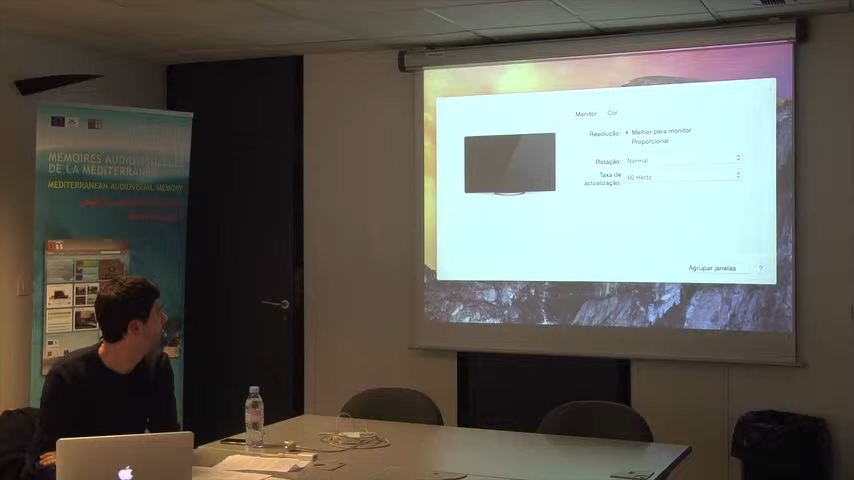 MEMOIRES AUDIOVISUELLES
DE LA MEDITERRANEE
MEDITERRANEAN AUDIOVISUAL MEMORY
Monitor Cor
Resolução: Melhor para monitor
Proporcional
Rotação: Normal
Taxa de
actualização: 60 Hertz
Agrupar janelas ?